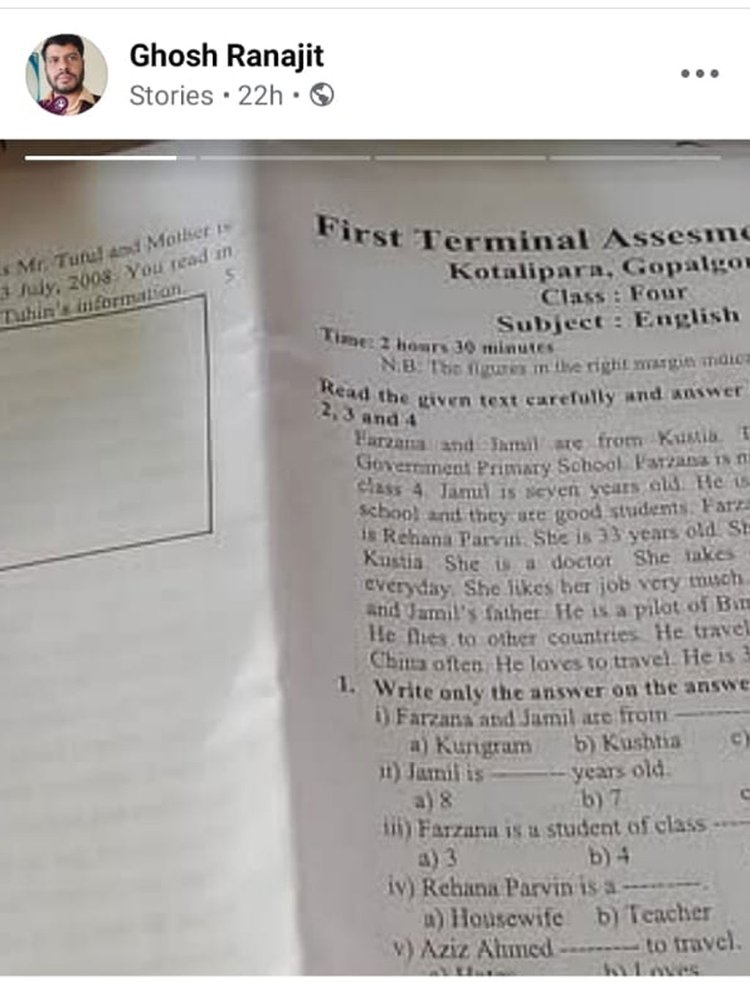 Ghosh Ranajit
Stories • 22h •
s Mr. Tutul and Mother is
3 July, 2008. You read in
Tuhin's information. 5
First Terminal Assesme
Kotalipara, Gopalgo
Class : Four
Subject : English
Time: 2 hours 30 minutes
N.B: The figures in the right margin indica
Read the given text carefully and answer
2, 3 and 4
Farzana and Jamil are from Kustia. T
Government Primary School. Farzana is n
class 4. Jamil is seven years old. He is
school and they are good students. Farz
is Rehana Parvin. She is 33 years old. Sh
Kustia. She is a doctor. She takes
everyday. She likes her job very much
and Jamil's father. He is a pilot of Bim
He flies to other countries. He travel
China often. He loves to travel. He is 3
1. Write only the answer on the answe
i) Farzana and Jamil are from ----------
a) Kurigram b) Kushtia c)
ii) Jamil is ---------- years old.
a) 8 b) 7 c
iii) Farzana is a student of class ----
a) 3 b) 4
iv) Rehana Parvin is a ---------.
a) Housewife b) Teacher
v) Aziz Ahmed --------- to travel.
a) Hates b) Loves